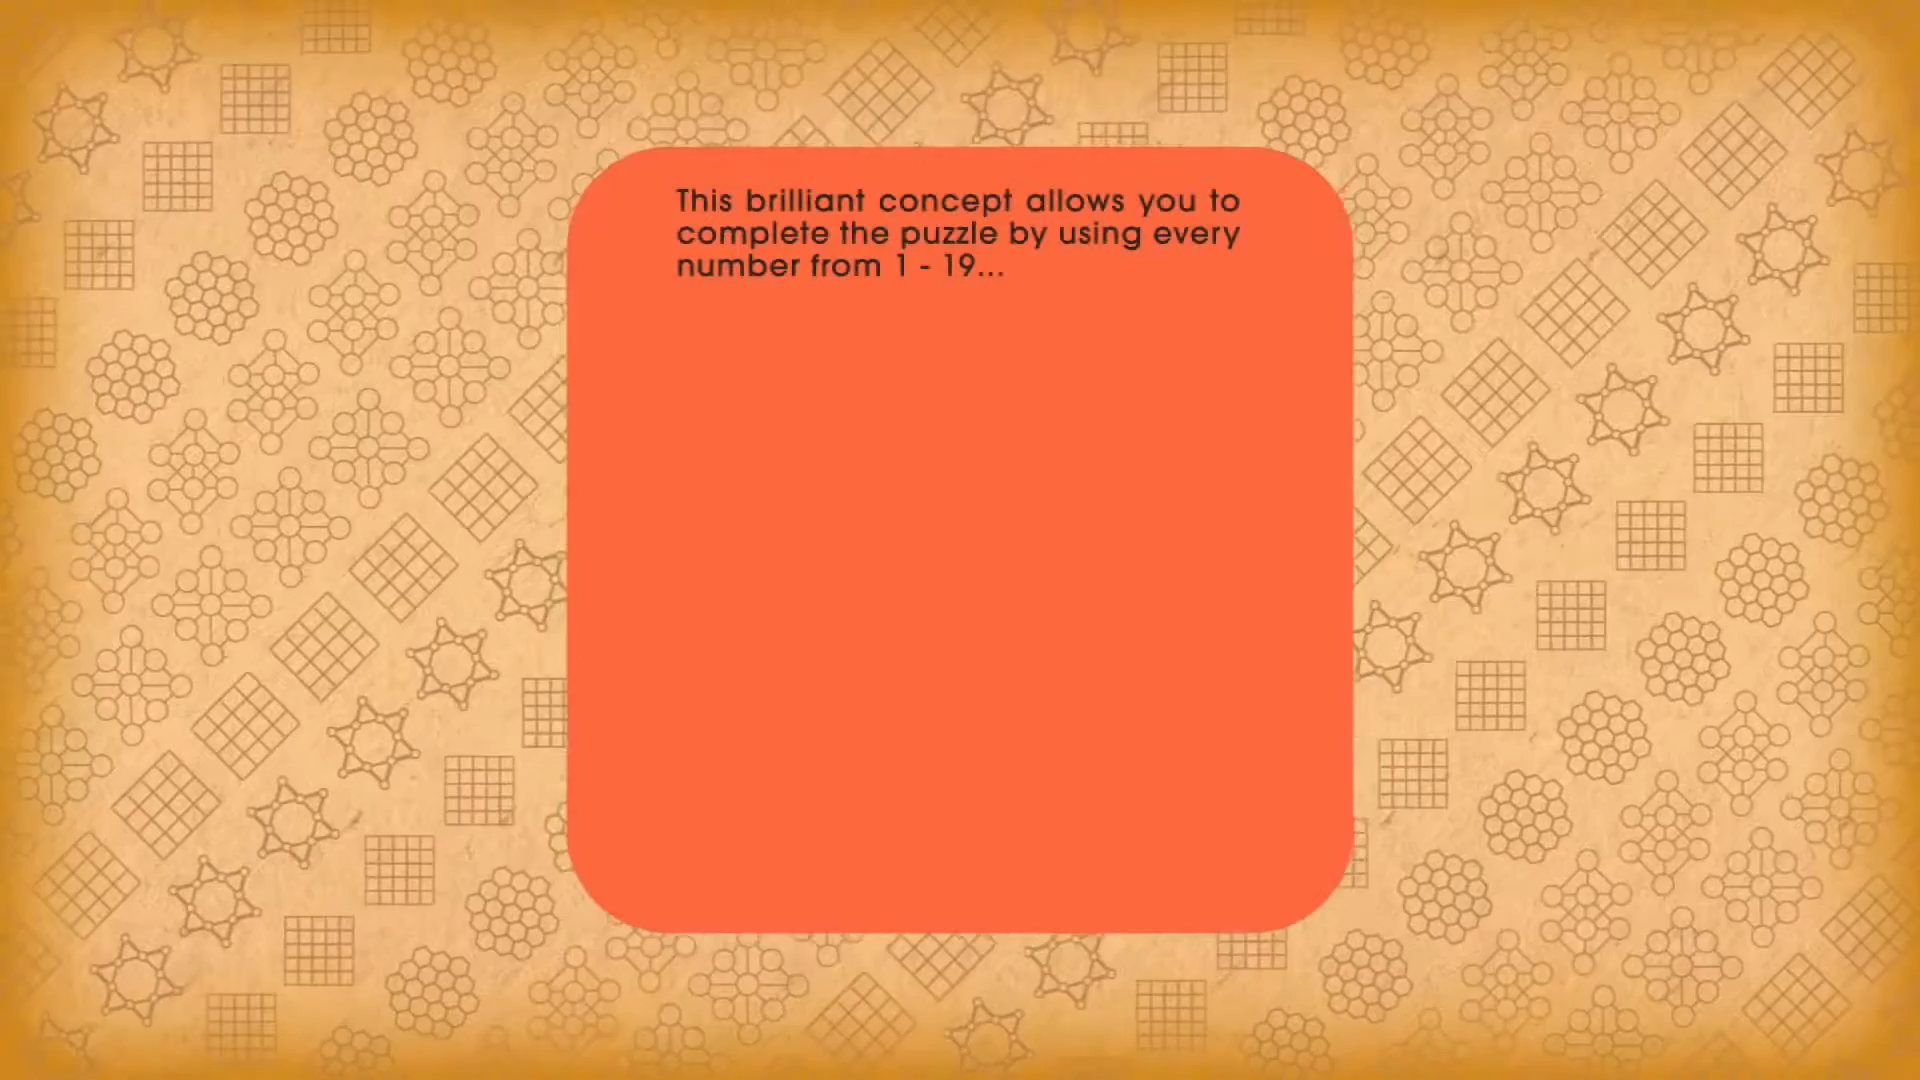 This brilliant concept allows you to
complete the puzzle by using every
number from 1 - 19...